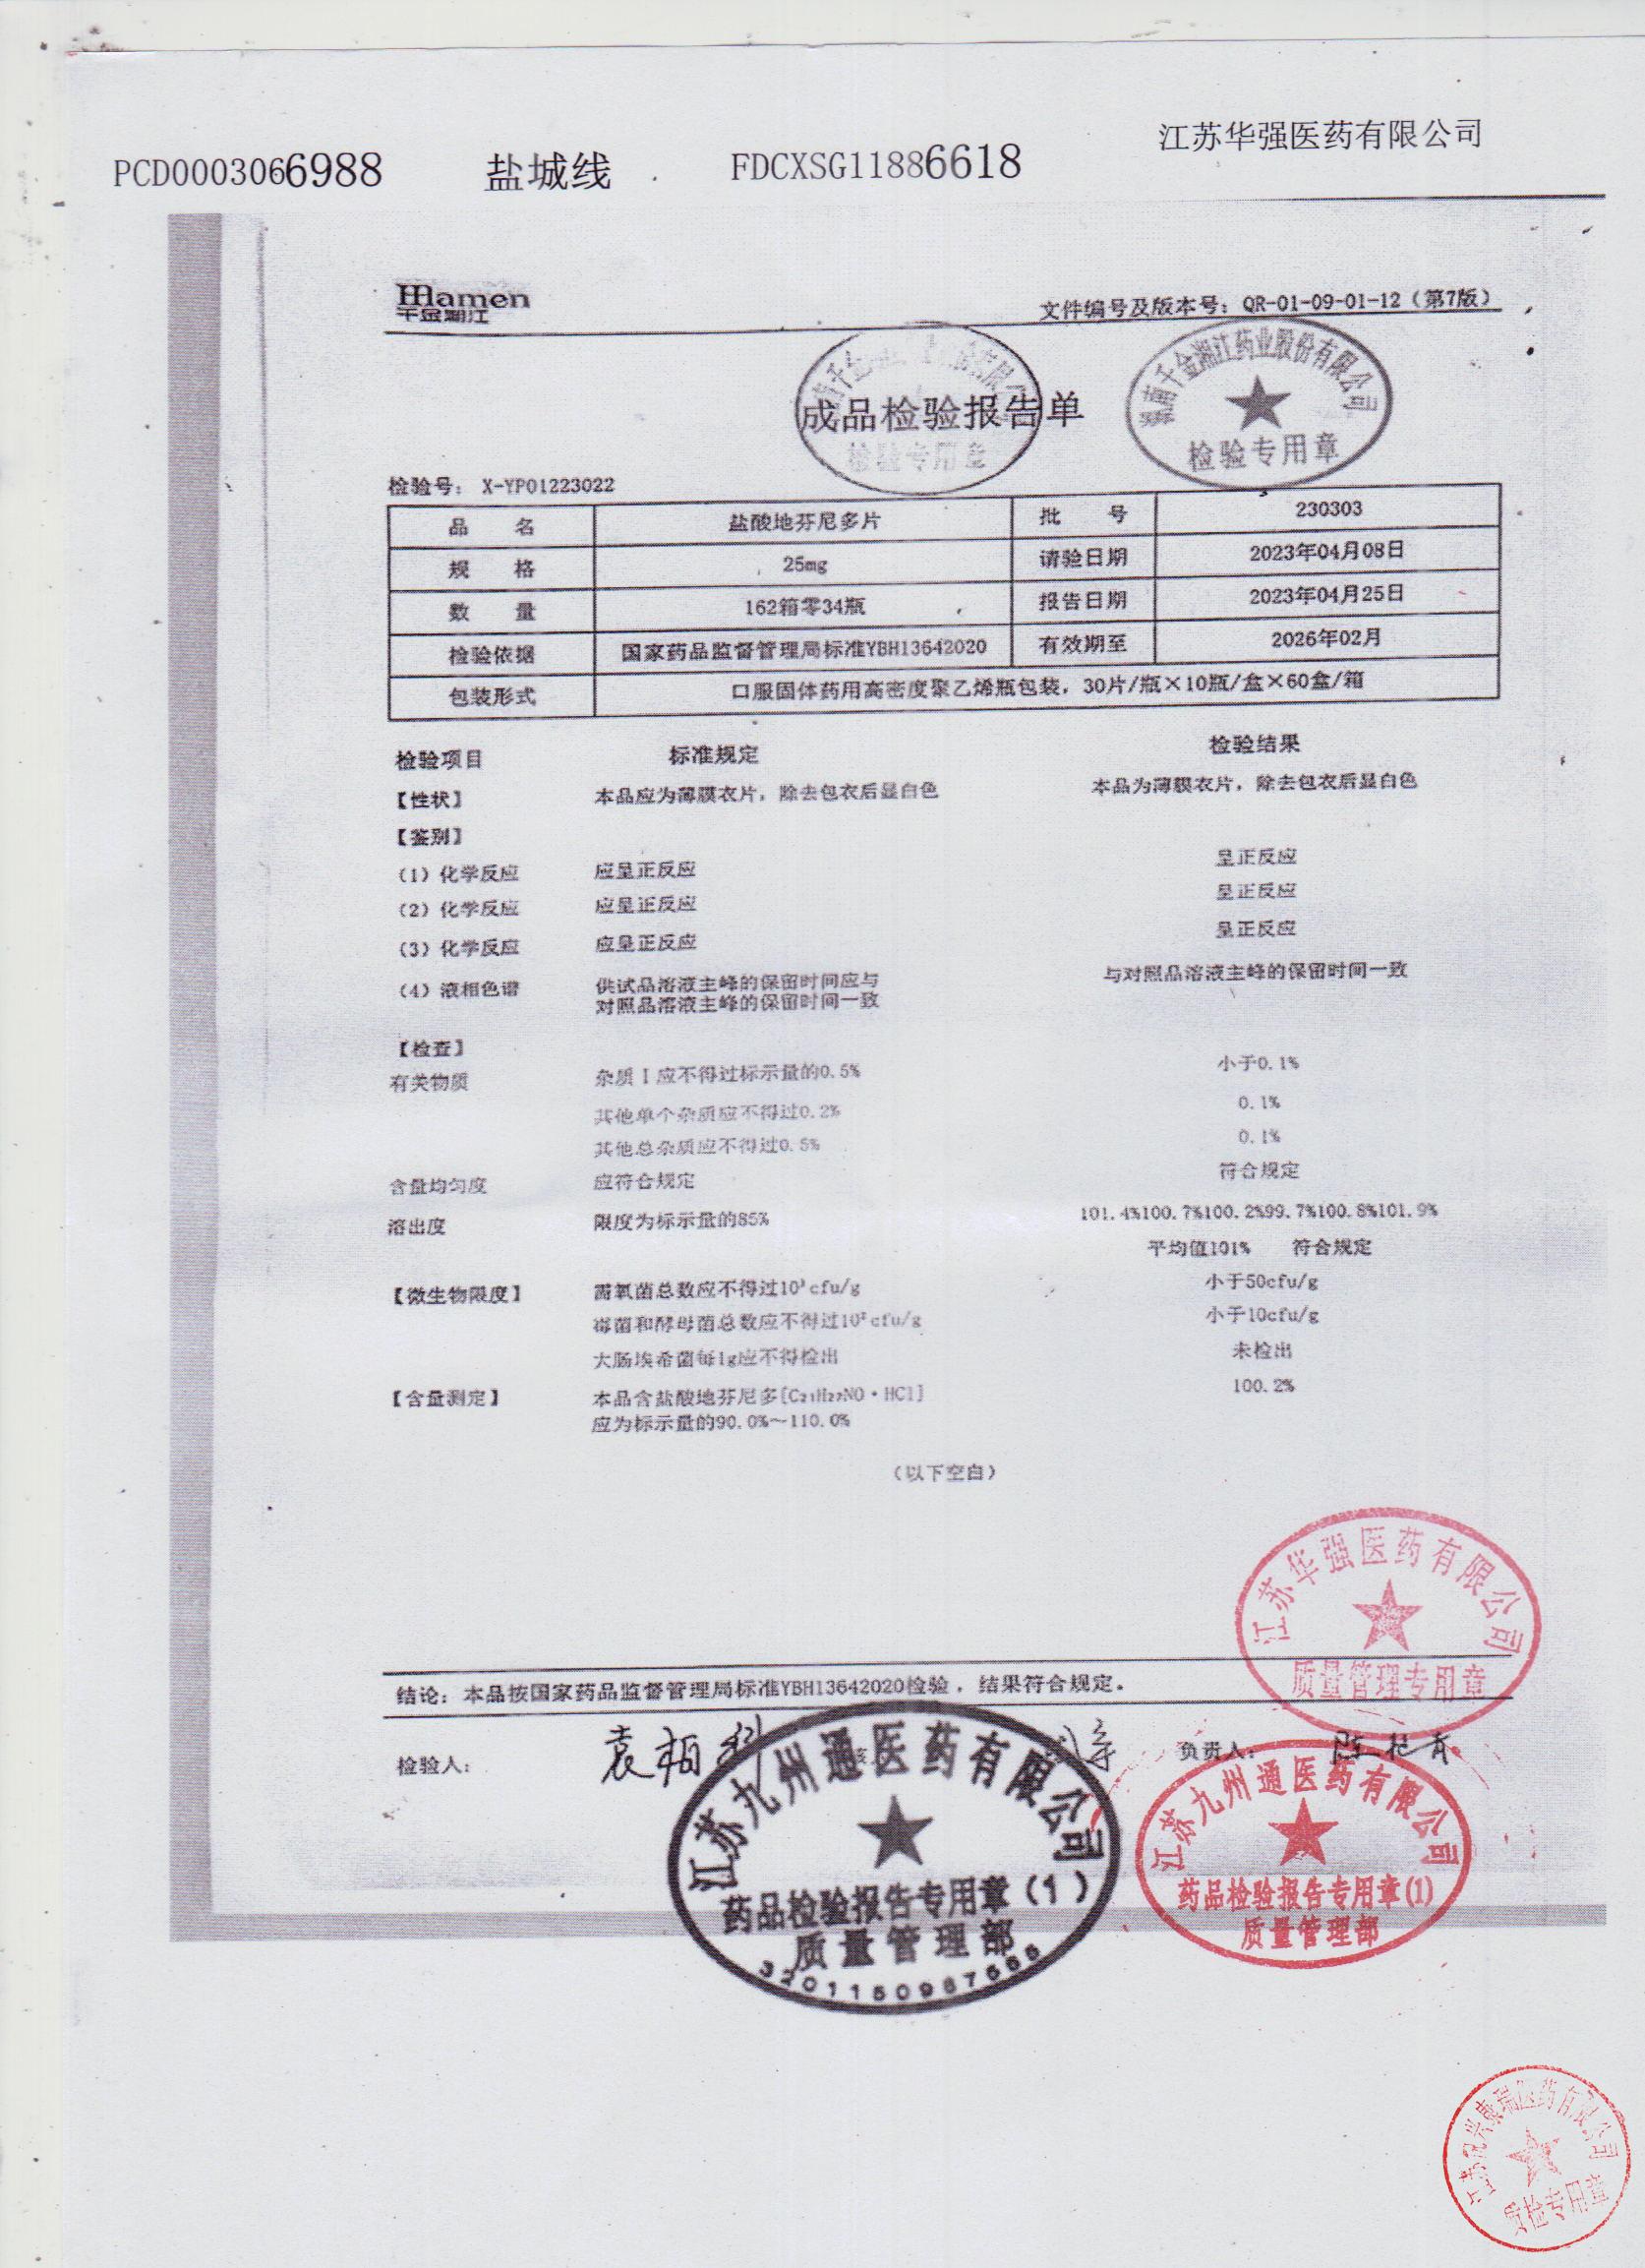 江苏华强医药有限公司
PCD0003066988 盐城线 FDCXSG11886618
Hamen
千金湘江
文件编号及版本号：QR-01-09-01-12（第7版）
湖南千金湘江药业股份有限公司
检验专用章
成品检验报告单
检验专用章
检验号： X-YP01223022
品 名 盐酸地芬尼多片 批 号 230303
规 格 25mg 请验日期 2023年04月08日
数 量 162箱零34瓶 报告日期 2023年04月25日
检验依据 国家药品监督管理局标准YBH13642020 有效期至 2026年02月
包装形式 口服固体药用高密度聚乙烯瓶包装，30片/瓶×10瓶/盒×60盒/箱
检验项目 标准规定 检验结果
【性状】 本品应为薄膜衣片，除去包衣后显白色 本品为薄膜衣片，除去包衣后显白色
【鉴别】
（1）化学反应 应呈正反应 呈正反应
（2）化学反应 应呈正反应 呈正反应
（3）化学反应 应呈正反应 呈正反应
（4）液相色谱 供试品溶液主峰的保留时间应与 与对照品溶液主峰的保留时间一致
对照品溶液主峰的保留时间一致
【检查】
有关物质 杂质Ⅰ应不得过标示量的0.5% 小于0.1%
其他单个杂质应不得过0.2% 0.1%
其他总杂质应不得过0.5% 0.1%
含量均匀度 应符合规定 符合规定
溶出度 限度为标示量的85% 101.4%100.7%100.2%99.7%100.8%101.9%
平均值101% 符合规定
【微生物限度】 需氧菌总数应不得过10³cfu/g 小于50cfu/g
霉菌和酵母菌总数应不得过10²cfu/g 小于10cfu/g
大肠埃希菌每1g应不得检出 未检出
【含量测定】 本品含盐酸地芬尼多[C₂₁H₂₇NO·HCl] 100.2%
应为标示量的90.0%～110.0%
（以下空白）
江苏华强医药有限公司
质量管理专用章
结论：本品按国家药品监督管理局标准YBH13642020检验，结果符合规定。
检验人： 袁柏 负责人：
江苏九州通医药有限公司
药品检验报告专用章（1）
质量管理部
江苏九州通医药有限公司
药品检验报告专用章(1)
质量管理部
质检专用章